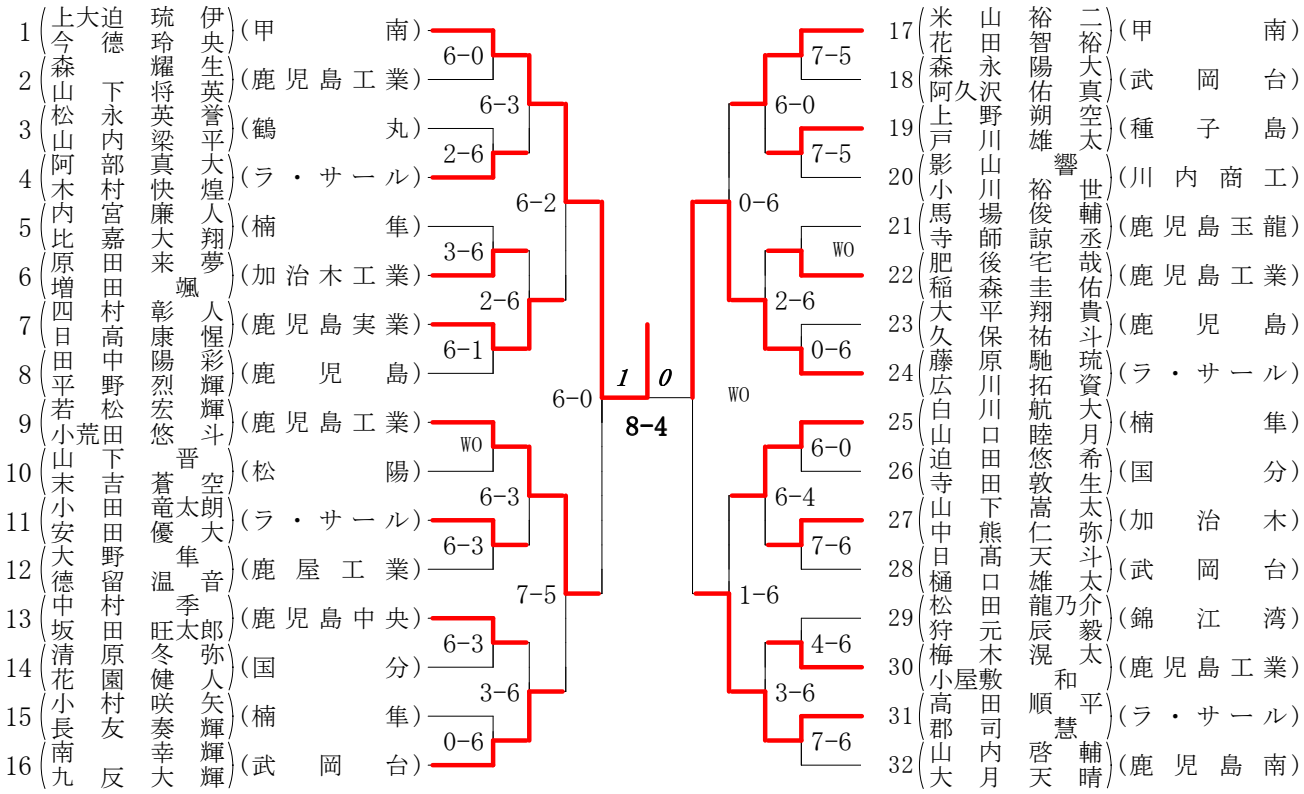 1 (上大迫 琉伊
今徳 玲央) (甲南)
2 (森 耀生
山下 将英) (鹿児島工業)
3 (松永 英誉
山内 梁平) (鶴丸)
4 (阿部 真大
木村 快煌) (ラ・サール)
5 (内宮 廉人
比嘉 大翔) (楠隼)
6 (原田 来夢
増田 颯) (加治木工業)
7 (四村 彰人
日高 康惺) (鹿児島実業)
8 (田中 陽彩
平野 烈輝) (鹿児島)
9 (若松 宏輝
小荒田 悠斗) (鹿児島工業)
10 (山下 晋
末吉 蒼空) (松陽)
11 (小田 竜太朗
安田 優大) (ラ・サール)
12 (大野 隼
德留 温音) (鹿屋工業)
13 (中村 季
坂田 旺太郎) (鹿児島中央)
14 (清原 冬弥
花園 健人) (国分)
15 (小村 咲矢
長友 奏輝) (楠隼)
16 (南 幸輝
九反 大輝) (武岡台)
6-0
2-6
3-6
6-1
WO
6-3
6-3
0-6
6-3
2-6
6-3
3-6
6-2
7-5
6-0
1 0
8-4
WO
0-6
1-6
6-0
2-6
6-4
3-6
7-5
7-5
WO
0-6
6-0
7-6
4-6
7-6
17 (米山 裕二
花田 智裕) (甲南)
18 (森永 陽大
阿久沢 佑真) (武岡台)
19 (上野 朔空
戸川 雄太) (種子島)
20 (影山 響
小川 裕世) (川内商工)
21 (馬場 俊輔
寺師 諒丞) (鹿児島玉龍)
22 (肥後 宅哉
稲森 圭佑) (鹿児島工業)
23 (大平 翔貴
久保 祐斗) (鹿児島)
24 (藤原 馳琉
広川 拓資) (ラ・サール)
25 (白川 航大
山口 睦月) (楠隼)
26 (迫田 悠希
寺田 敦生) (国分)
27 (山下 嵩太
中熊 仁弥) (加治木)
28 (日髙 天斗
樋口 雄太) (武岡台)
29 (松田 龍乃介
狩元 辰毅) (錦江湾)
30 (梅木 滉太
小屋敷 和) (鹿児島工業)
31 (高田 順平
郡司 慧) (ラ・サール)
32 (山内 啓輔
大月 天晴) (鹿児島南)